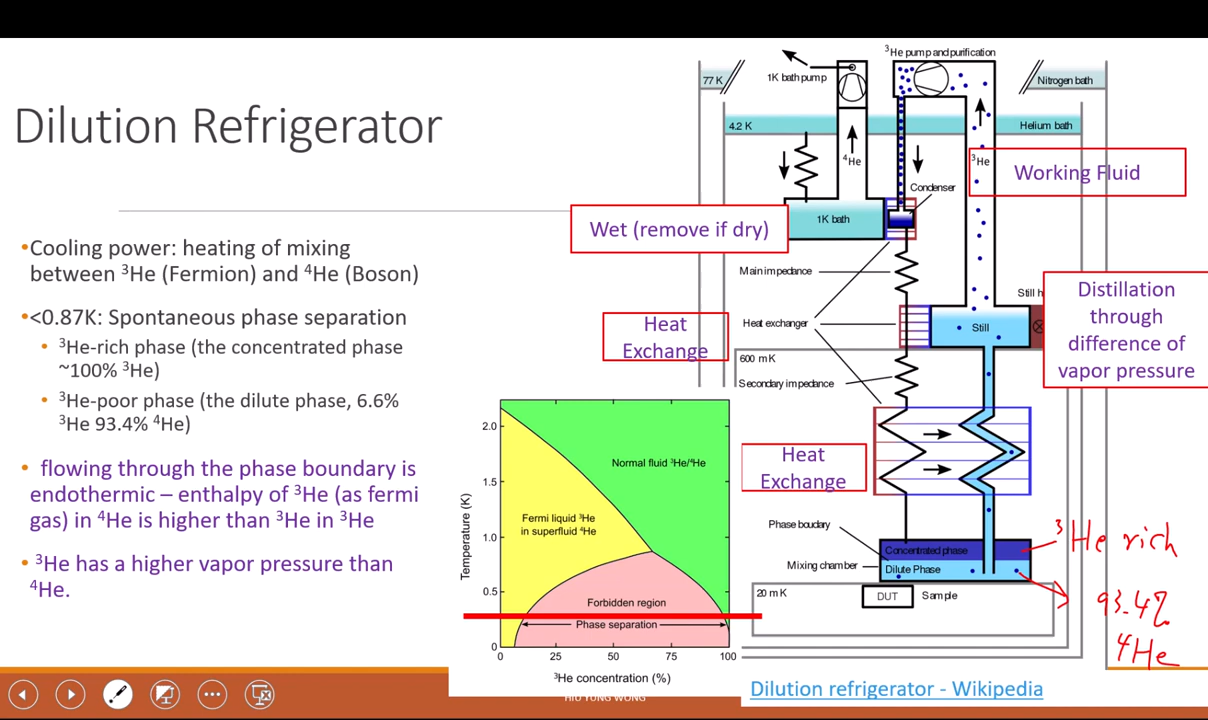 Dilution Refrigerator
•Cooling power: heating of mixing
between ³He (Fermion) and ⁴He (Boson)
•<0.87K: Spontaneous phase separation
• ³He-rich phase (the concentrated phase
~100% ³He)
• ³He-poor phase (the dilute phase, 6.6%
³He 93.4% ⁴He)
• flowing through the phase boundary is
endothermic – enthalpy of ³He (as fermi
gas) in ⁴He is higher than ³He in ³He
• ³He has a higher vapor pressure than
⁴He.
³He pump and purification
1K bath pump
77 K
Nitrogen bath
4.2 K
Helium bath
⁴He
³He
Working Fluid
Condenser
1K bath
Wet (remove if dry)
Main impedance
Still h
Distillation
through
difference of
vapor pressure
Heat
Exchange
Heat exchanger
Still
600 mK
Secondary impedance
Heat
Exchange
Phase boudary
Concentrated phase
Mixing chamber
Dilute Phase
20 mK
DUT
Sample
³He rich
93.4%
⁴He
Temperature (K)
2.0
1.5
1.0
0.5
0
Normal fluid ³He/⁴He
Fermi liquid ³He
in superfluid ⁴He
Forbidden region
Phase separation
0 25 50 75 100
³He concentration (%)
HIU YUNG WONG
Dilution refrigerator - Wikipedia